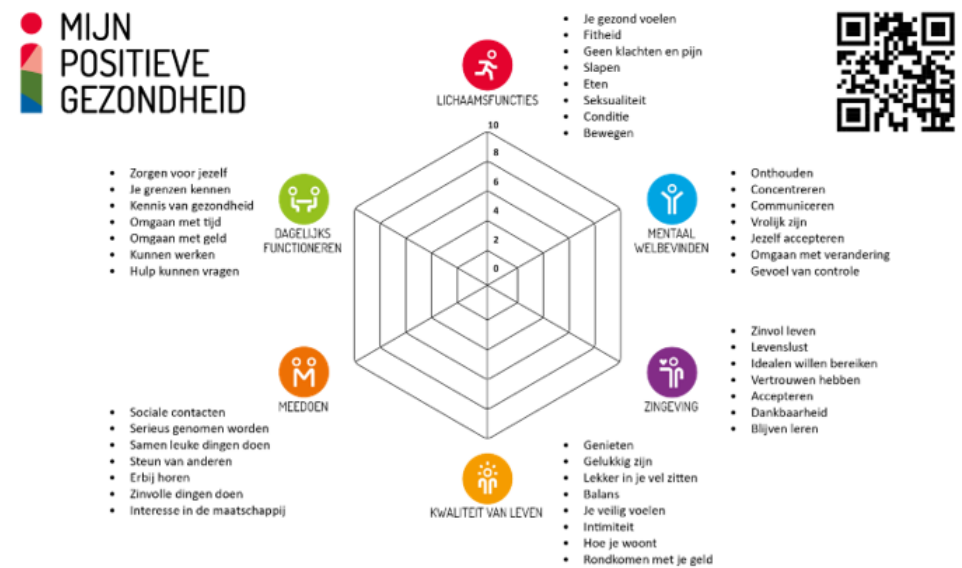 MIJN
POSITIEVE
GEZONDHEID
LICHAAMSFUNCTIES
Je gezond voelen
Fitheid
Geen klachten en pijn
Slapen
Eten
Seksualiteit
Conditie
Bewegen
10
8
6
4
2
0
MENTAAL
WELBEVINDEN
Onthouden
Concentreren
Communiceren
Vrolijk zijn
Jezelf accepteren
Omgaan met verandering
Gevoel van controle
ZINGEVING
Zinvol leven
Levenslust
Idealen willen bereiken
Vertrouwen hebben
Accepteren
Dankbaarheid
Blijven leren
KWALITEIT VAN LEVEN
Genieten
Gelukkig zijn
Lekker in je vel zitten
Balans
Je veilig voelen
Intimiteit
Hoe je woont
Rondkomen met je geld
MEEDOEN
Sociale contacten
Serieus genomen worden
Samen leuke dingen doen
Steun van anderen
Erbij horen
Zinvolle dingen doen
Interesse in de maatschappij
DAGELIJKS
FUNCTIONEREN
Zorgen voor jezelf
Je grenzen kennen
Kennis van gezondheid
Omgaan met tijd
Omgaan met geld
Kunnen werken
Hulp kunnen vragen